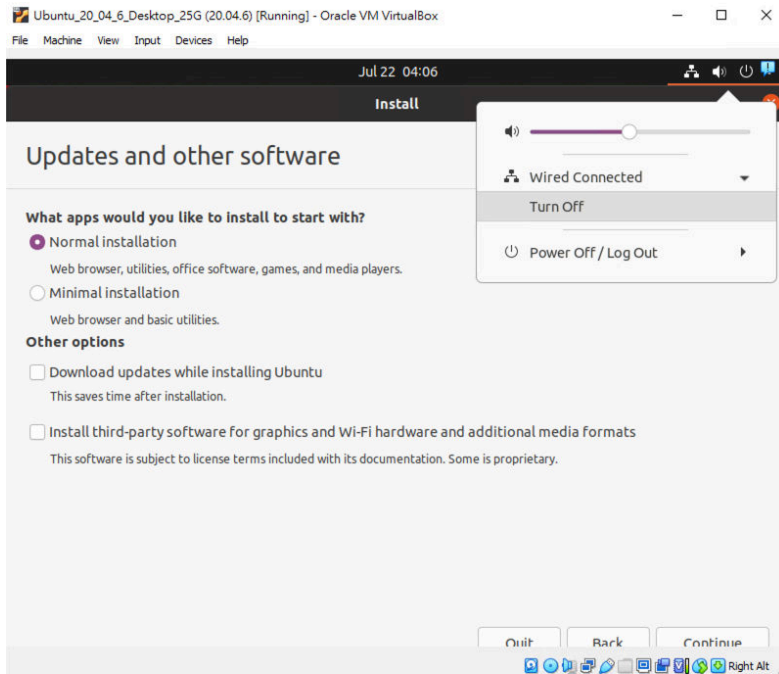 Ubuntu_20_04_6_Desktop_25G (20.04.6) [Running] - Oracle VM VirtualBox
File Machine View Input Devices Help
Jul 22 04:06
Install
Updates and other software
Wired Connected
Turn Off
Power Off / Log Out
What apps would you like to install to start with?
Normal installation
Web browser, utilities, office software, games, and media players.
Minimal installation
Web browser and basic utilities.
Other options
Download updates while installing Ubuntu
This saves time after installation.
Install third-party software for graphics and Wi-Fi hardware and additional media formats
This software is subject to license terms included with its documentation. Some is proprietary.
Quit Back Continue
Right Alt